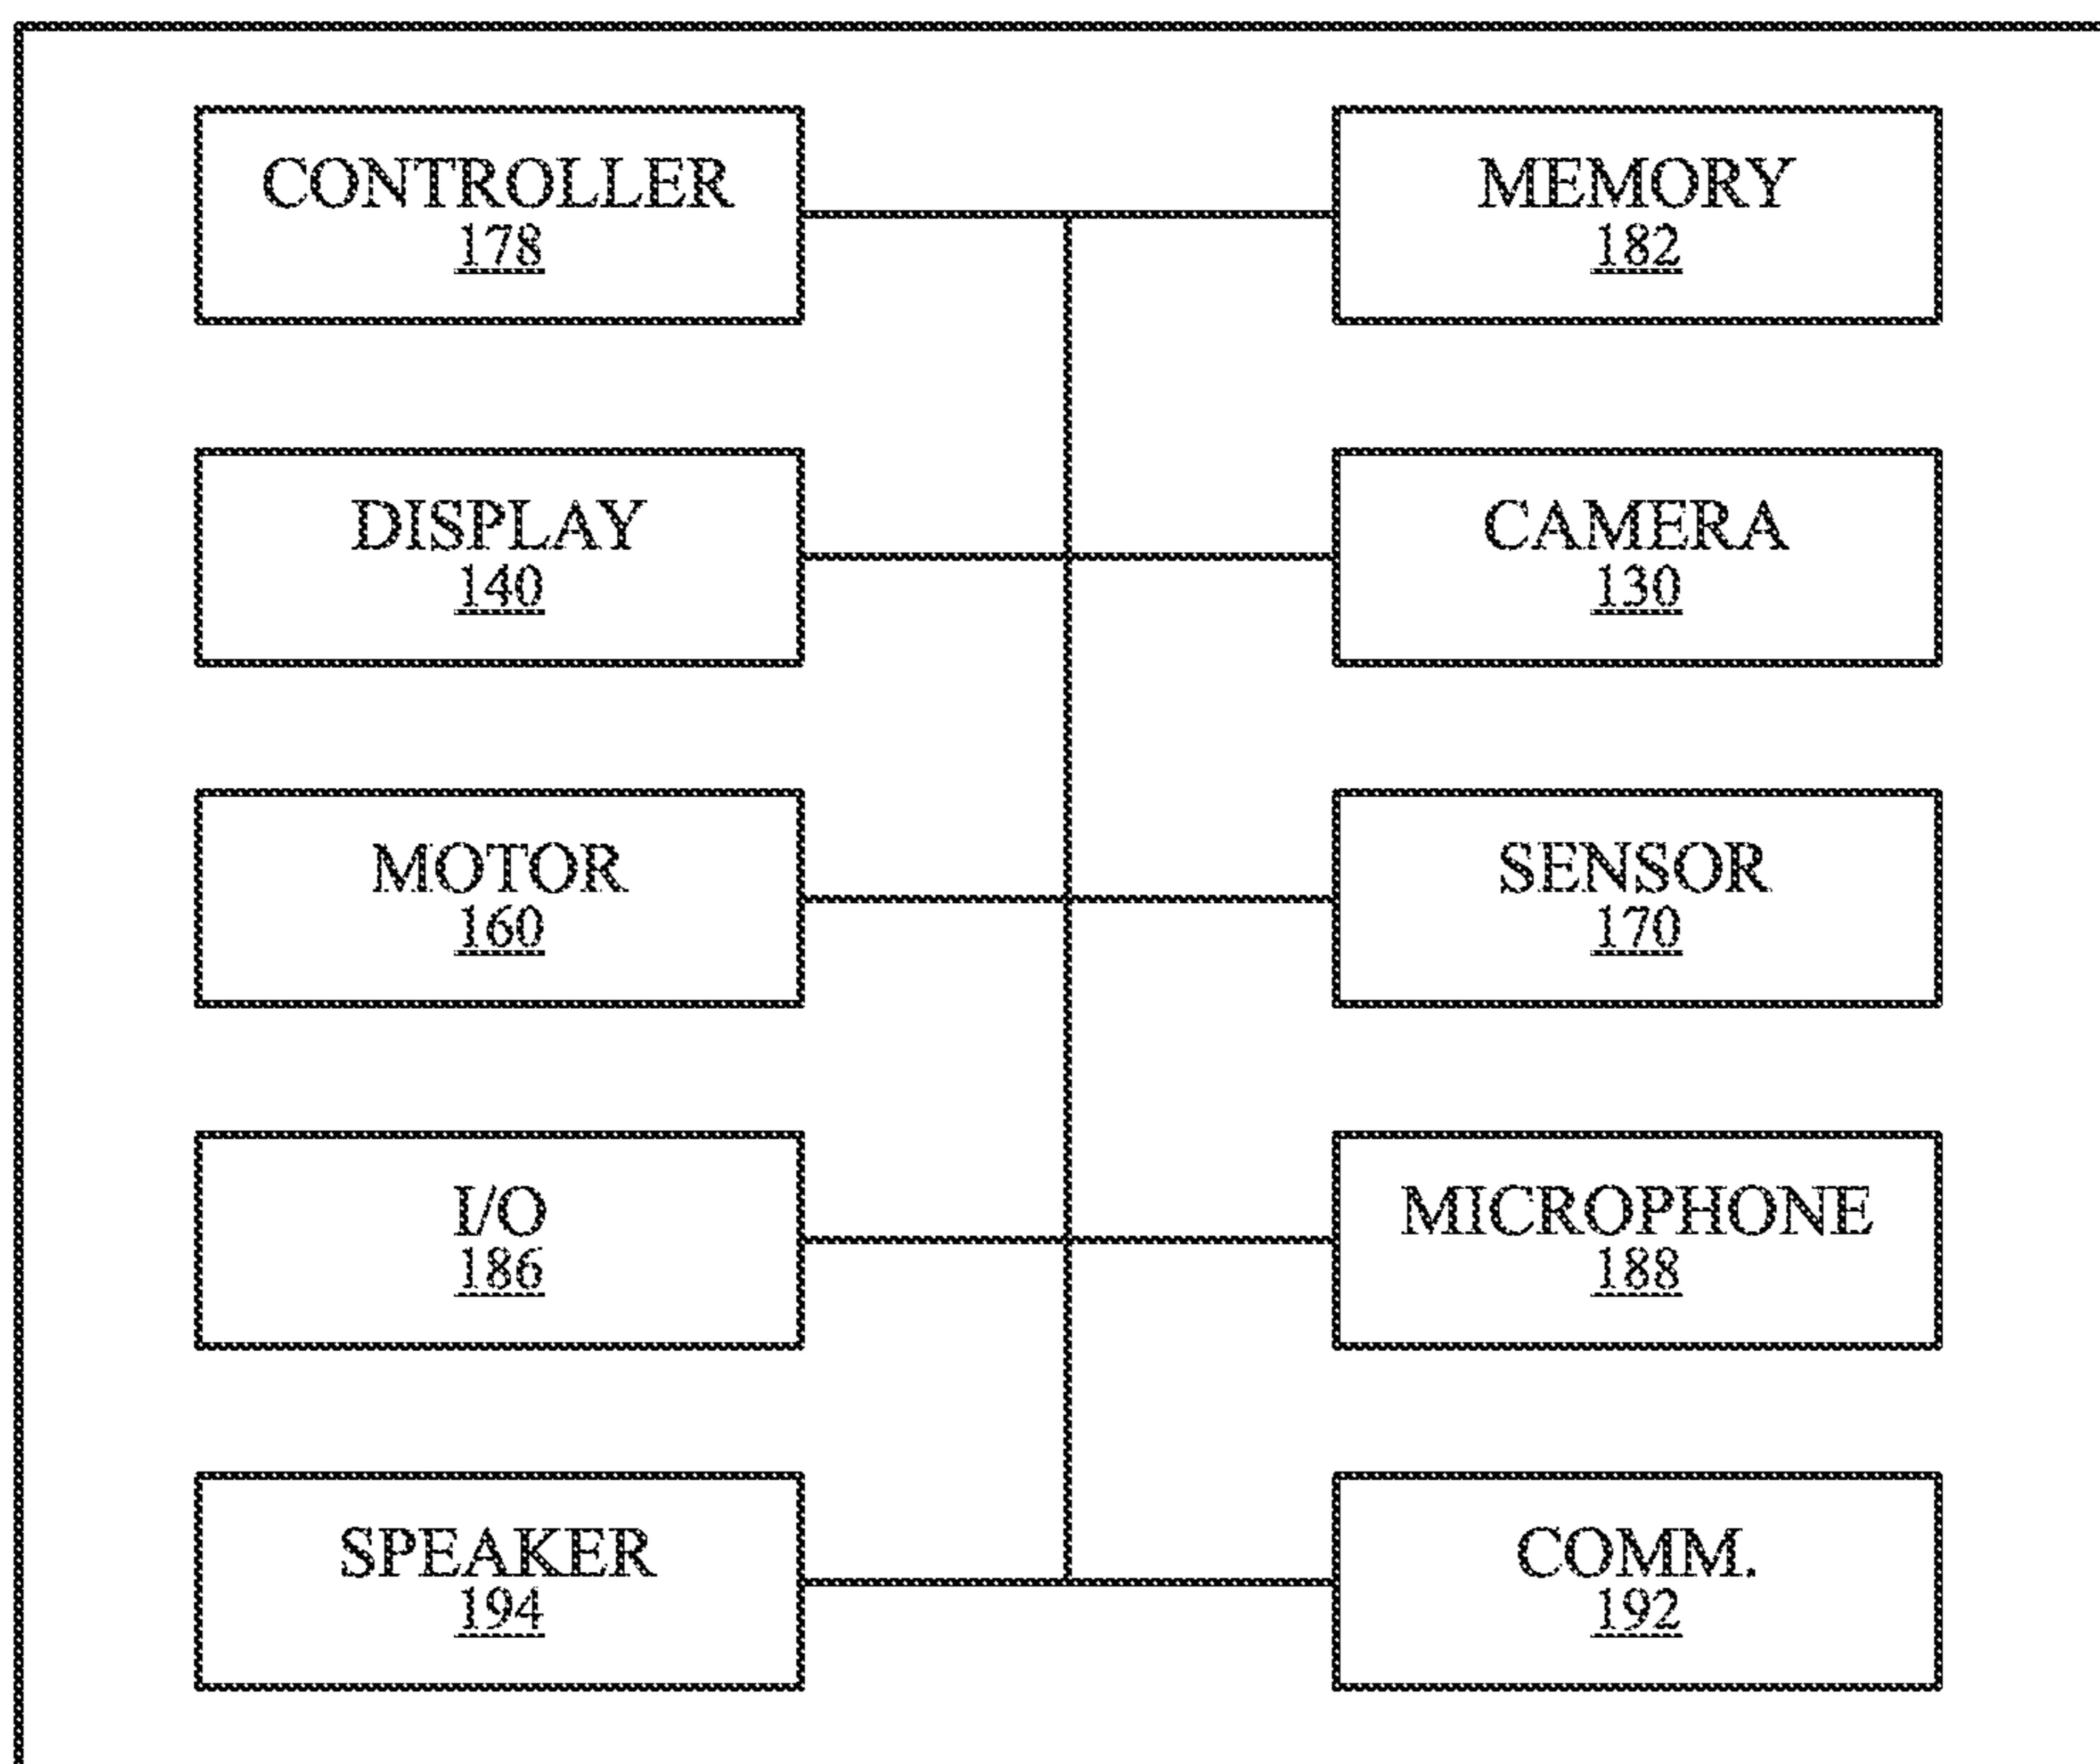 CONTROLLER
178
MEMORY
182
DISPLAY
140
CAMERA
130
MOTOR
160
SENSOR
170
I/O
186
MICROPHONE
188
SPEAKER
194
COMM.
192